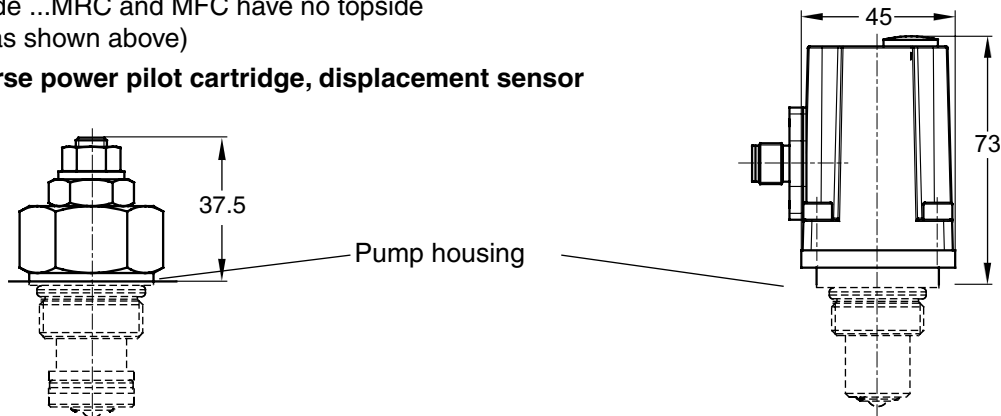 de ...MRC and MFC have no topside
as shown above)
rse power pilot cartridge, displacement sensor
45
73
37.5
Pump housing